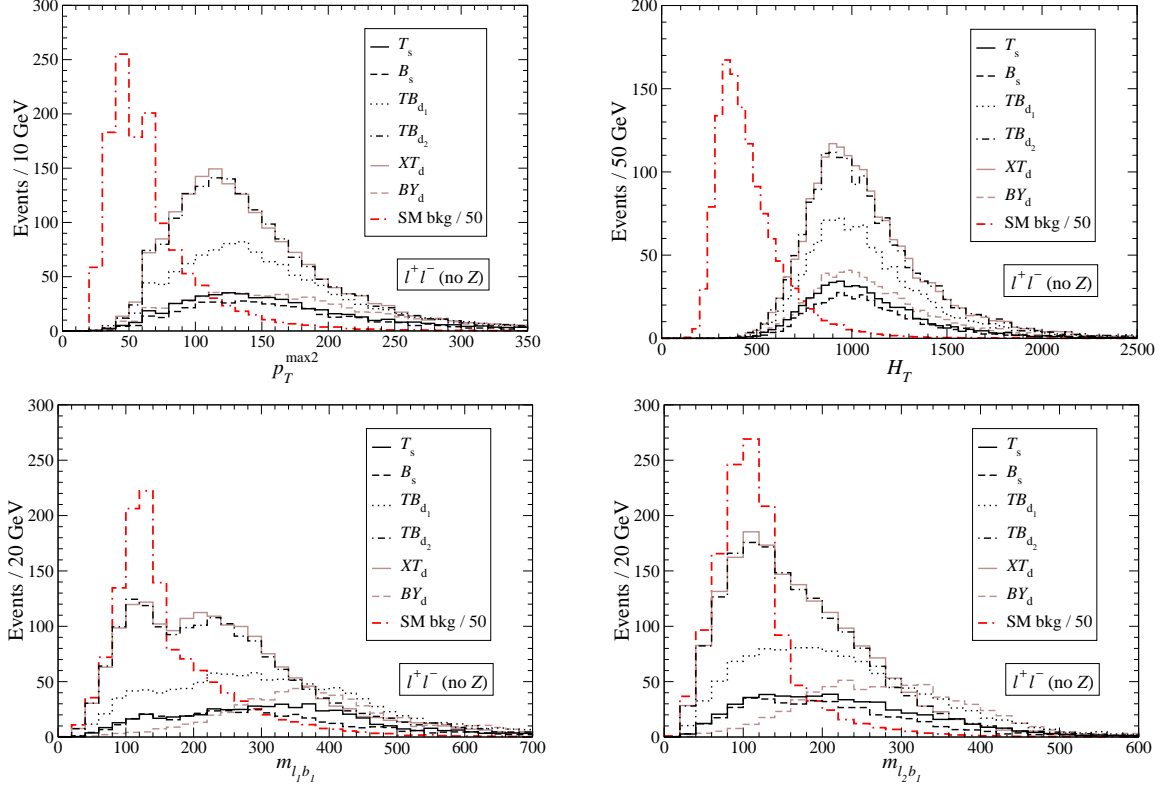 300
250
200
150
100
50
0
0 50 100 150 200 250 300 350
Events / 10 GeV
p_T^max2
T_s
B_s
TB_d1
TB_d2
XT_d
BY_d
SM bkg / 50
l⁺l⁻ (no Z)
200
150
100
50
0
0 500 1000 1500 2000 2500
Events / 50 GeV
H_T
T_s
B_s
TB_d1
TB_d2
XT_d
BY_d
SM bkg / 50
l⁺l⁻ (no Z)
300
250
200
150
100
50
0
0 100 200 300 400 500 600 700
Events / 20 GeV
m_l1b1
T_s
B_s
TB_d1
TB_d2
XT_d
BY_d
SM bkg / 50
l⁺l⁻ (no Z)
300
250
200
150
100
50
0
0 100 200 300 400 500 600
Events / 20 GeV
m_l2b1
T_s
B_s
TB_d1
TB_d2
XT_d
BY_d
SM bkg / 50
l⁺l⁻ (no Z)